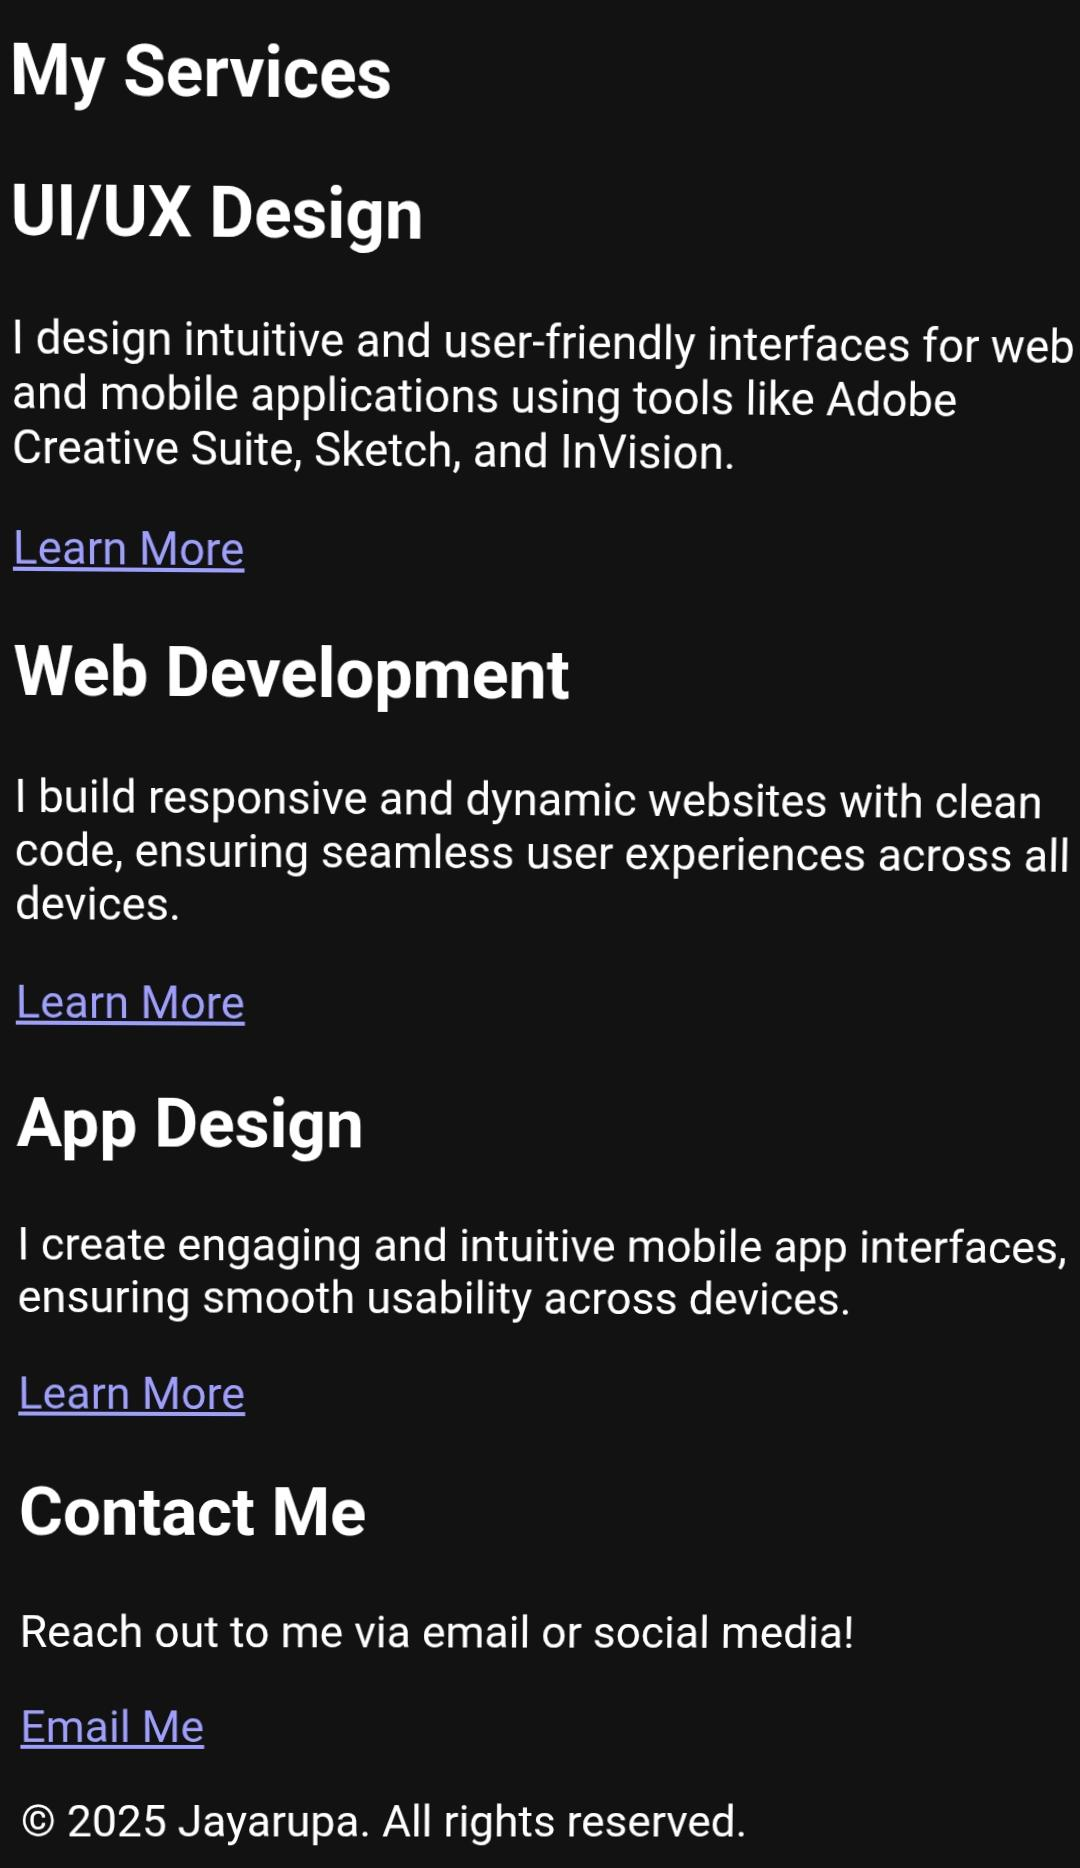 My Services
UI/UX Design
I design intuitive and user-friendly interfaces for web
and mobile applications using tools like Adobe
Creative Suite, Sketch, and InVision.
Learn More
Web Development
I build responsive and dynamic websites with clean
code, ensuring seamless user experiences across all
devices.
Learn More
App Design
I create engaging and intuitive mobile app interfaces,
ensuring smooth usability across devices.
Learn More
Contact Me
Reach out to me via email or social media!
Email Me
© 2025 Jayarupa. All rights reserved.